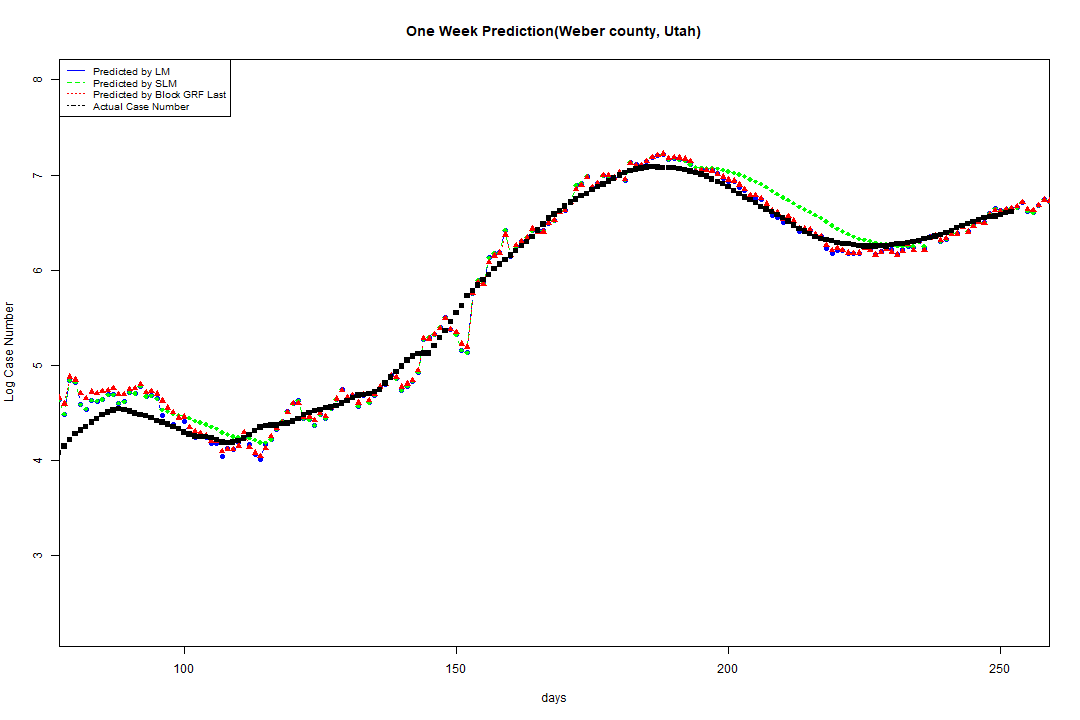 One Week Prediction(Weber county, Utah)
Predicted by LM
Predicted by SLM
Predicted by Block GRF Last
Actual Case Number
8
7
6
5
4
3
Log Case Number
100 150 200 250
days